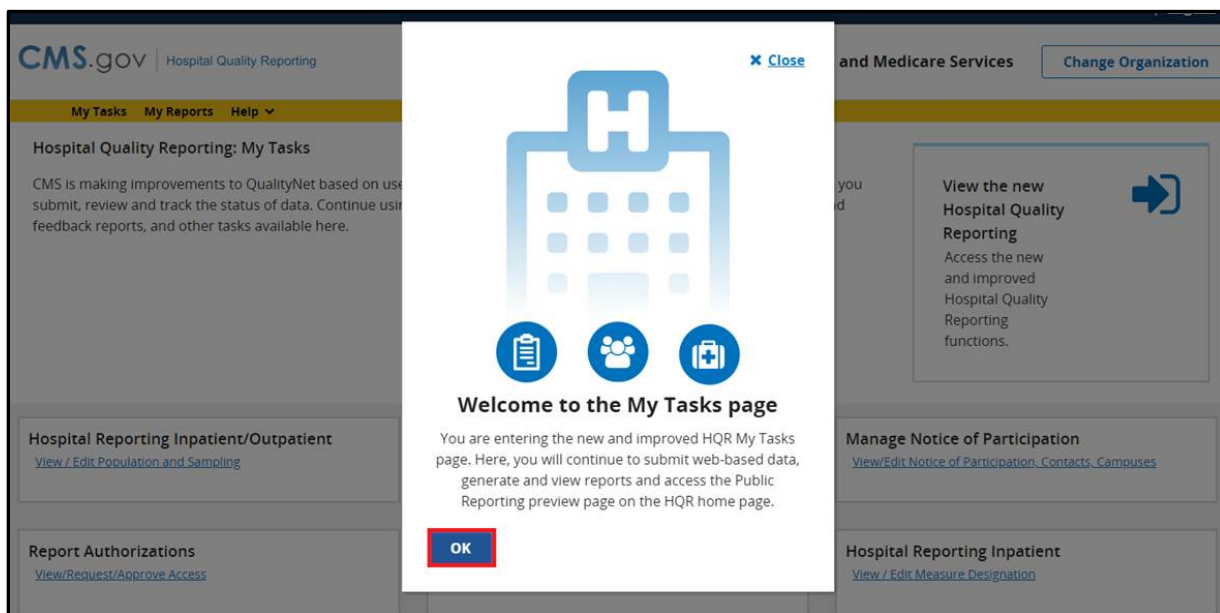 CMS.gov | Hospital Quality Reporting
and Medicare Services
Change Organization
My Tasks My Reports Help
Hospital Quality Reporting: My Tasks
CMS is making improvements to QualityNet based on
submit, review and track the status of data. Continue
feedback reports, and other tasks available here.
you
View the new
Hospital Quality
Reporting
Access the new
and improved
Hospital Quality
Reporting
functions.
Close
H
Welcome to the My Tasks page
You are entering the new and improved HQR My Tasks
page. Here, you will continue to submit web-based data,
generate and view reports and access the Public
Reporting preview page on the HQR home page.
OK
Hospital Reporting Inpatient/Outpatient
View / Edit Population and Sampling
Manage Notice of Participation
View/Edit Notice of Participation, Contacts, Campuses
Report Authorizations
View/Request/Approve Access
Hospital Reporting Inpatient
View / Edit Measure Designation